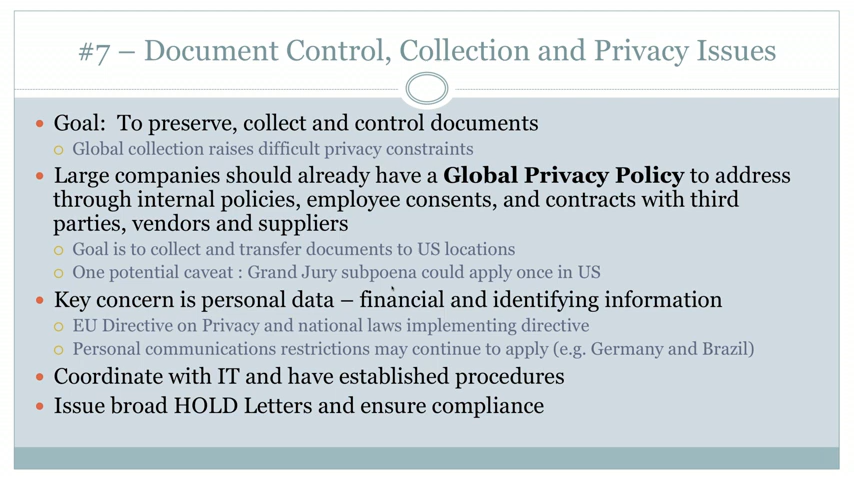 #7 – Document Control, Collection and Privacy Issues
Goal:  To preserve, collect and control documents
Global collection raises difficult privacy constraints
Large companies should already have a Global Privacy Policy to address
through internal policies, employee consents, and contracts with third
parties, vendors and suppliers
Goal is to collect and transfer documents to US locations
One potential caveat : Grand Jury subpoena could apply once in US
Key concern is personal data – financial and identifying information
EU Directive on Privacy and national laws implementing directive
Personal communications restrictions may continue to apply (e.g. Germany and Brazil)
Coordinate with IT and have established procedures
Issue broad HOLD Letters and ensure compliance